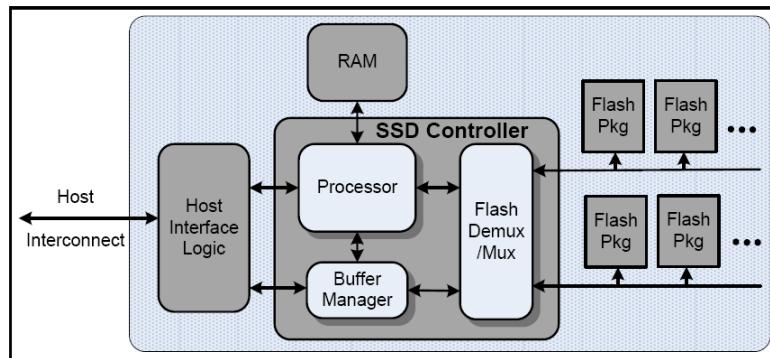 RAM
SSD Controller
Flash
Pkg
Flash
Pkg
Processor
Flash
Demux
/Mux
Host
Interface
Logic
Host
Interconnect
Buffer
Manager
Flash
Pkg
Flash
Pkg